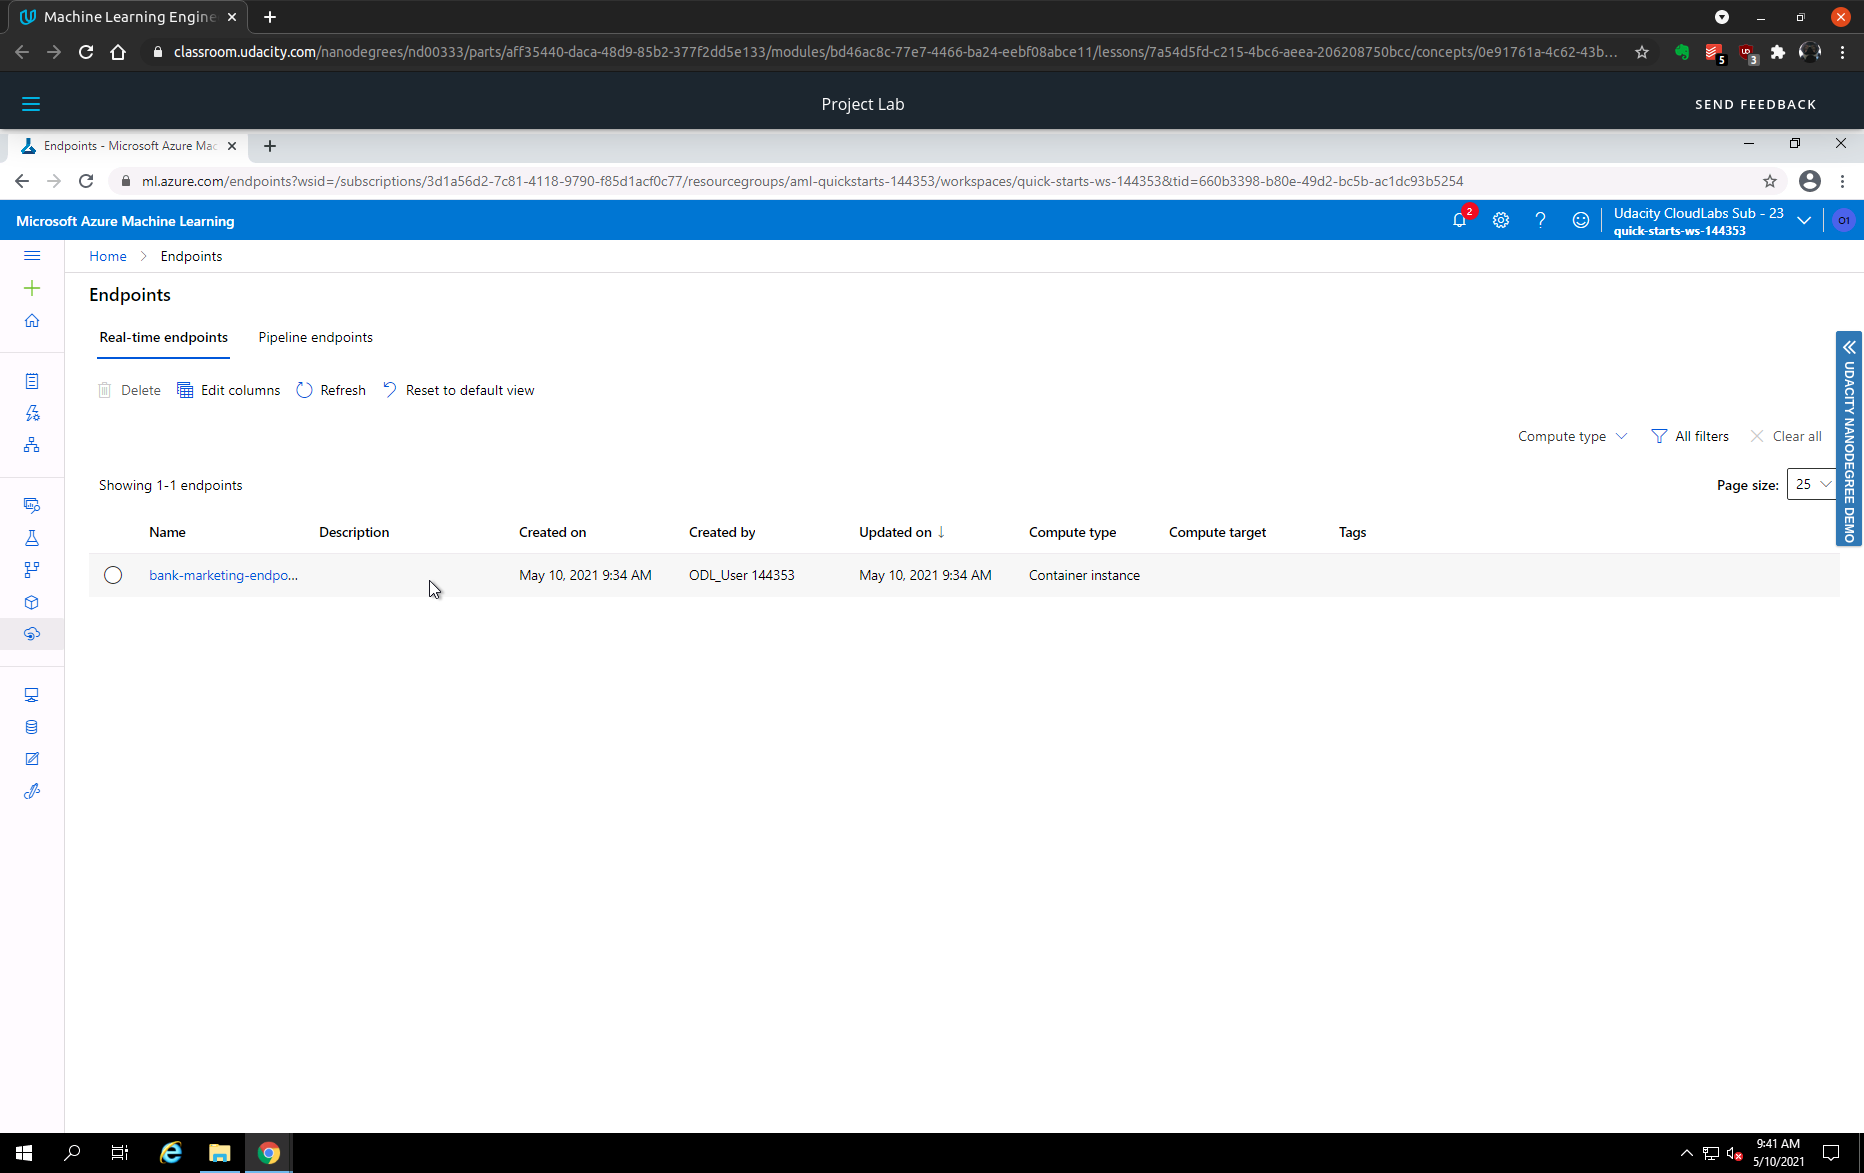 Machine Learning Engine
classroom.udacity.com/nanodegrees/nd00333/parts/aff35440-daca-48d9-85b2-377f2dd5e133/modules/bd46ac8c-77e7-4466-ba24-eebf08abce11/lessons/7a54d5fd-c215-4bc6-aeea-206208750bcc/concepts/0e91761a-4c62-43b...
5
3
Project Lab
SEND FEEDBACK
Endpoints - Microsoft Azure Mac
ml.azure.com/endpoints?wsid=/subscriptions/3d1a56d2-7c81-4118-9790-f85d1acf0c77/resourcegroups/aml-quickstarts-144353/workspaces/quick-starts-ws-144353&tid=660b3398-b80e-49d2-bc5b-ac1dc93b5254
Microsoft Azure Machine Learning
2
Udacity CloudLabs Sub - 23
quick-starts-ws-144353
O1
Home > Endpoints
Endpoints
Real-time endpoints Pipeline endpoints
Delete Edit columns Refresh Reset to default view
Compute type All filters Clear all
UDACITY NANODEGREE DEMO
Showing 1-1 endpoints
Page size: 25
Name Description Created on Created by Updated on ↓ Compute type Compute target Tags
bank-marketing-endpo... May 10, 2021 9:34 AM ODL_User 144353 May 10, 2021 9:34 AM Container instance
9:41 AM
5/10/2021